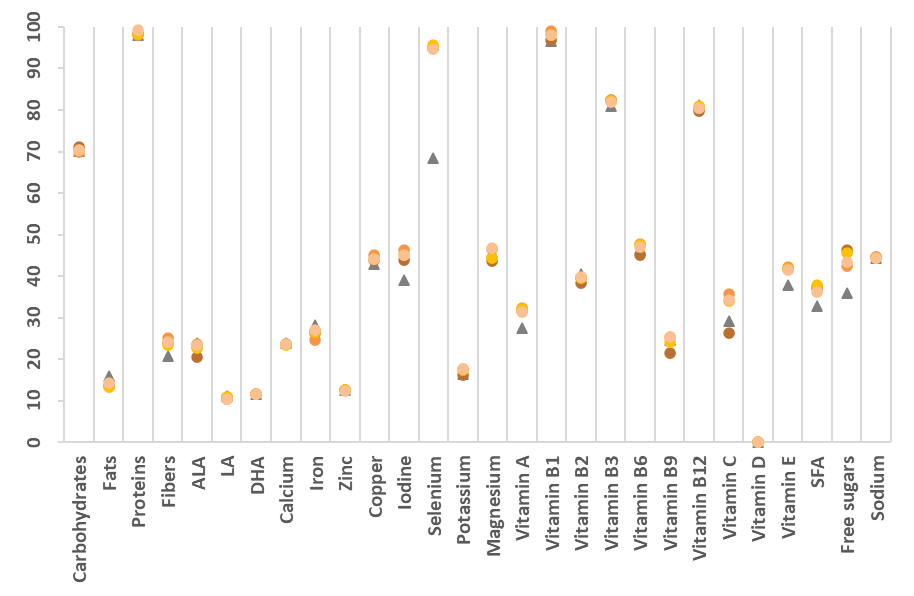 100
90
80
70
60
50
40
30
20
10
0
Carbohydrates
Fats
Proteins
Fibers
ALA
LA
DHA
Calcium
Iron
Zinc
Copper
Iodine
Selenium
Potassium
Magnesium
Vitamin A
Vitamin B1
Vitamin B2
Vitamin B3
Vitamin B6
Vitamin B9
Vitamin B12
Vitamin C
Vitamin D
Vitamin E
SFA
Free sugars
Sodium